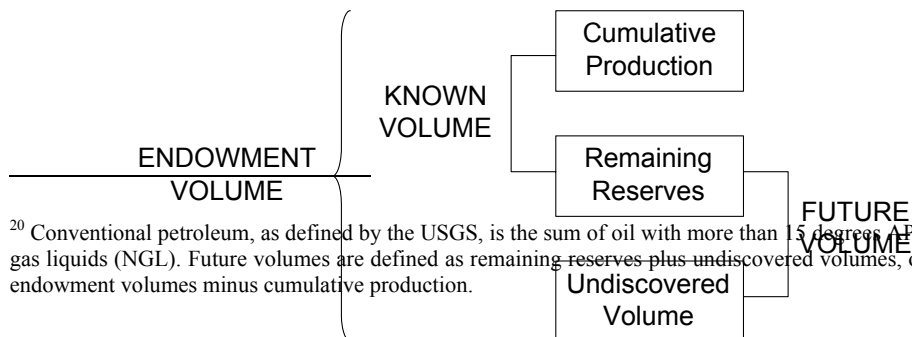 Cumulative
Production
KNOWN
VOLUME
ENDOWMENT
VOLUME
Remaining
Reserves
FUTURE
VOLUME
20 Conventional petroleum, as defined by the USGS, is the sum of oil with more than 15 degrees
gas liquids (NGL). Future volumes are defined as remaining reserves plus undiscovered volumes,
endowment volumes minus cumulative production.
Undiscovered
Volume